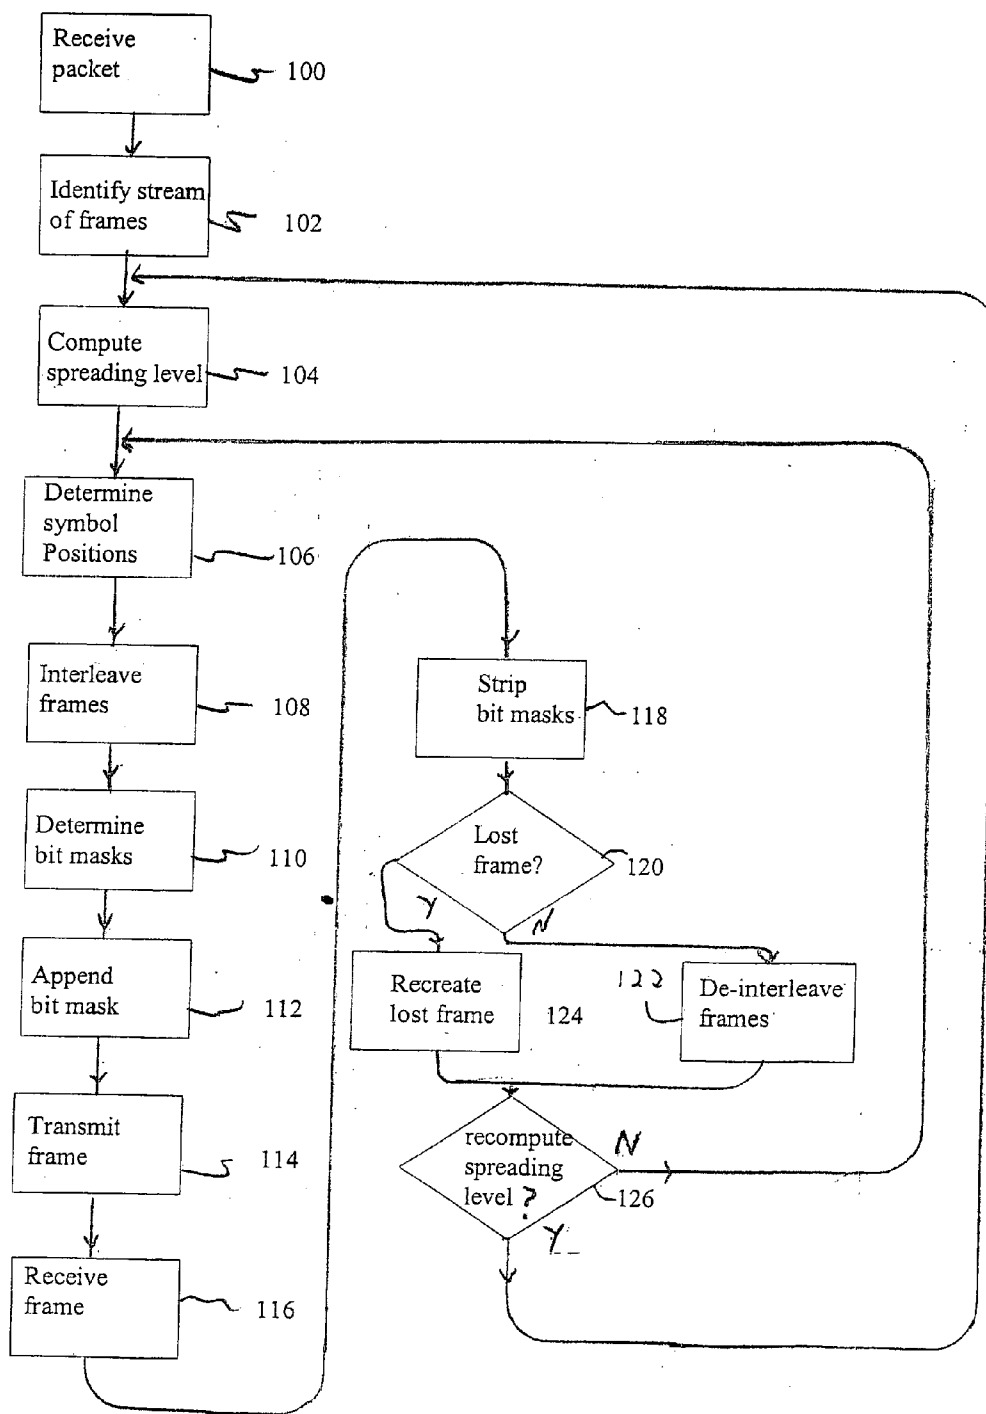 Receive
packet
100
Identify stream
of frames
102
Compute
spreading level
104
Determine
symbol
Positions
106
Interleave
frames
108
Determine
bit masks
110
Append
bit mask
112
Transmit
frame
114
Receive
frame
116
Strip
bit masks
118
Lost
frame?
120
Y
N
Recreate
lost frame
124
122
De-interleave
frames
recompute
spreading
level?
126
N
Y